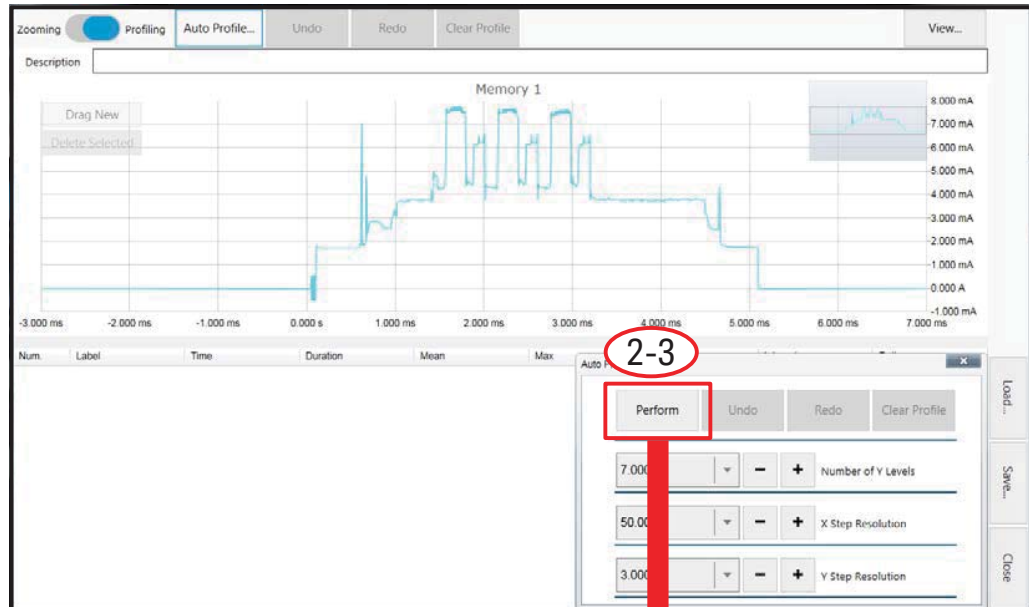 Zooming Profiling Auto Profile... Undo Redo Clear Profile View...
Description
Memory 1
Drag New
Delete Selected
8.000 mA
7.000 mA
6.000 mA
5.000 mA
4.000 mA
3.000 mA
2.000 mA
1.000 mA
0.000 A
-1.000 mA
-3.000 ms -2.000 ms -1.000 ms 0.000 s 1.000 ms 2.000 ms 3.000 ms 4.000 ms 5.000 ms 6.000 ms 7.000 ms
Num. Label Time Duration Mean Max
2-3
Auto
Perform Undo Redo Clear Profile
7.000 Number of Y Levels
50.00 X Step Resolution
3.000 Y Step Resolution
Load...
Save...
Close